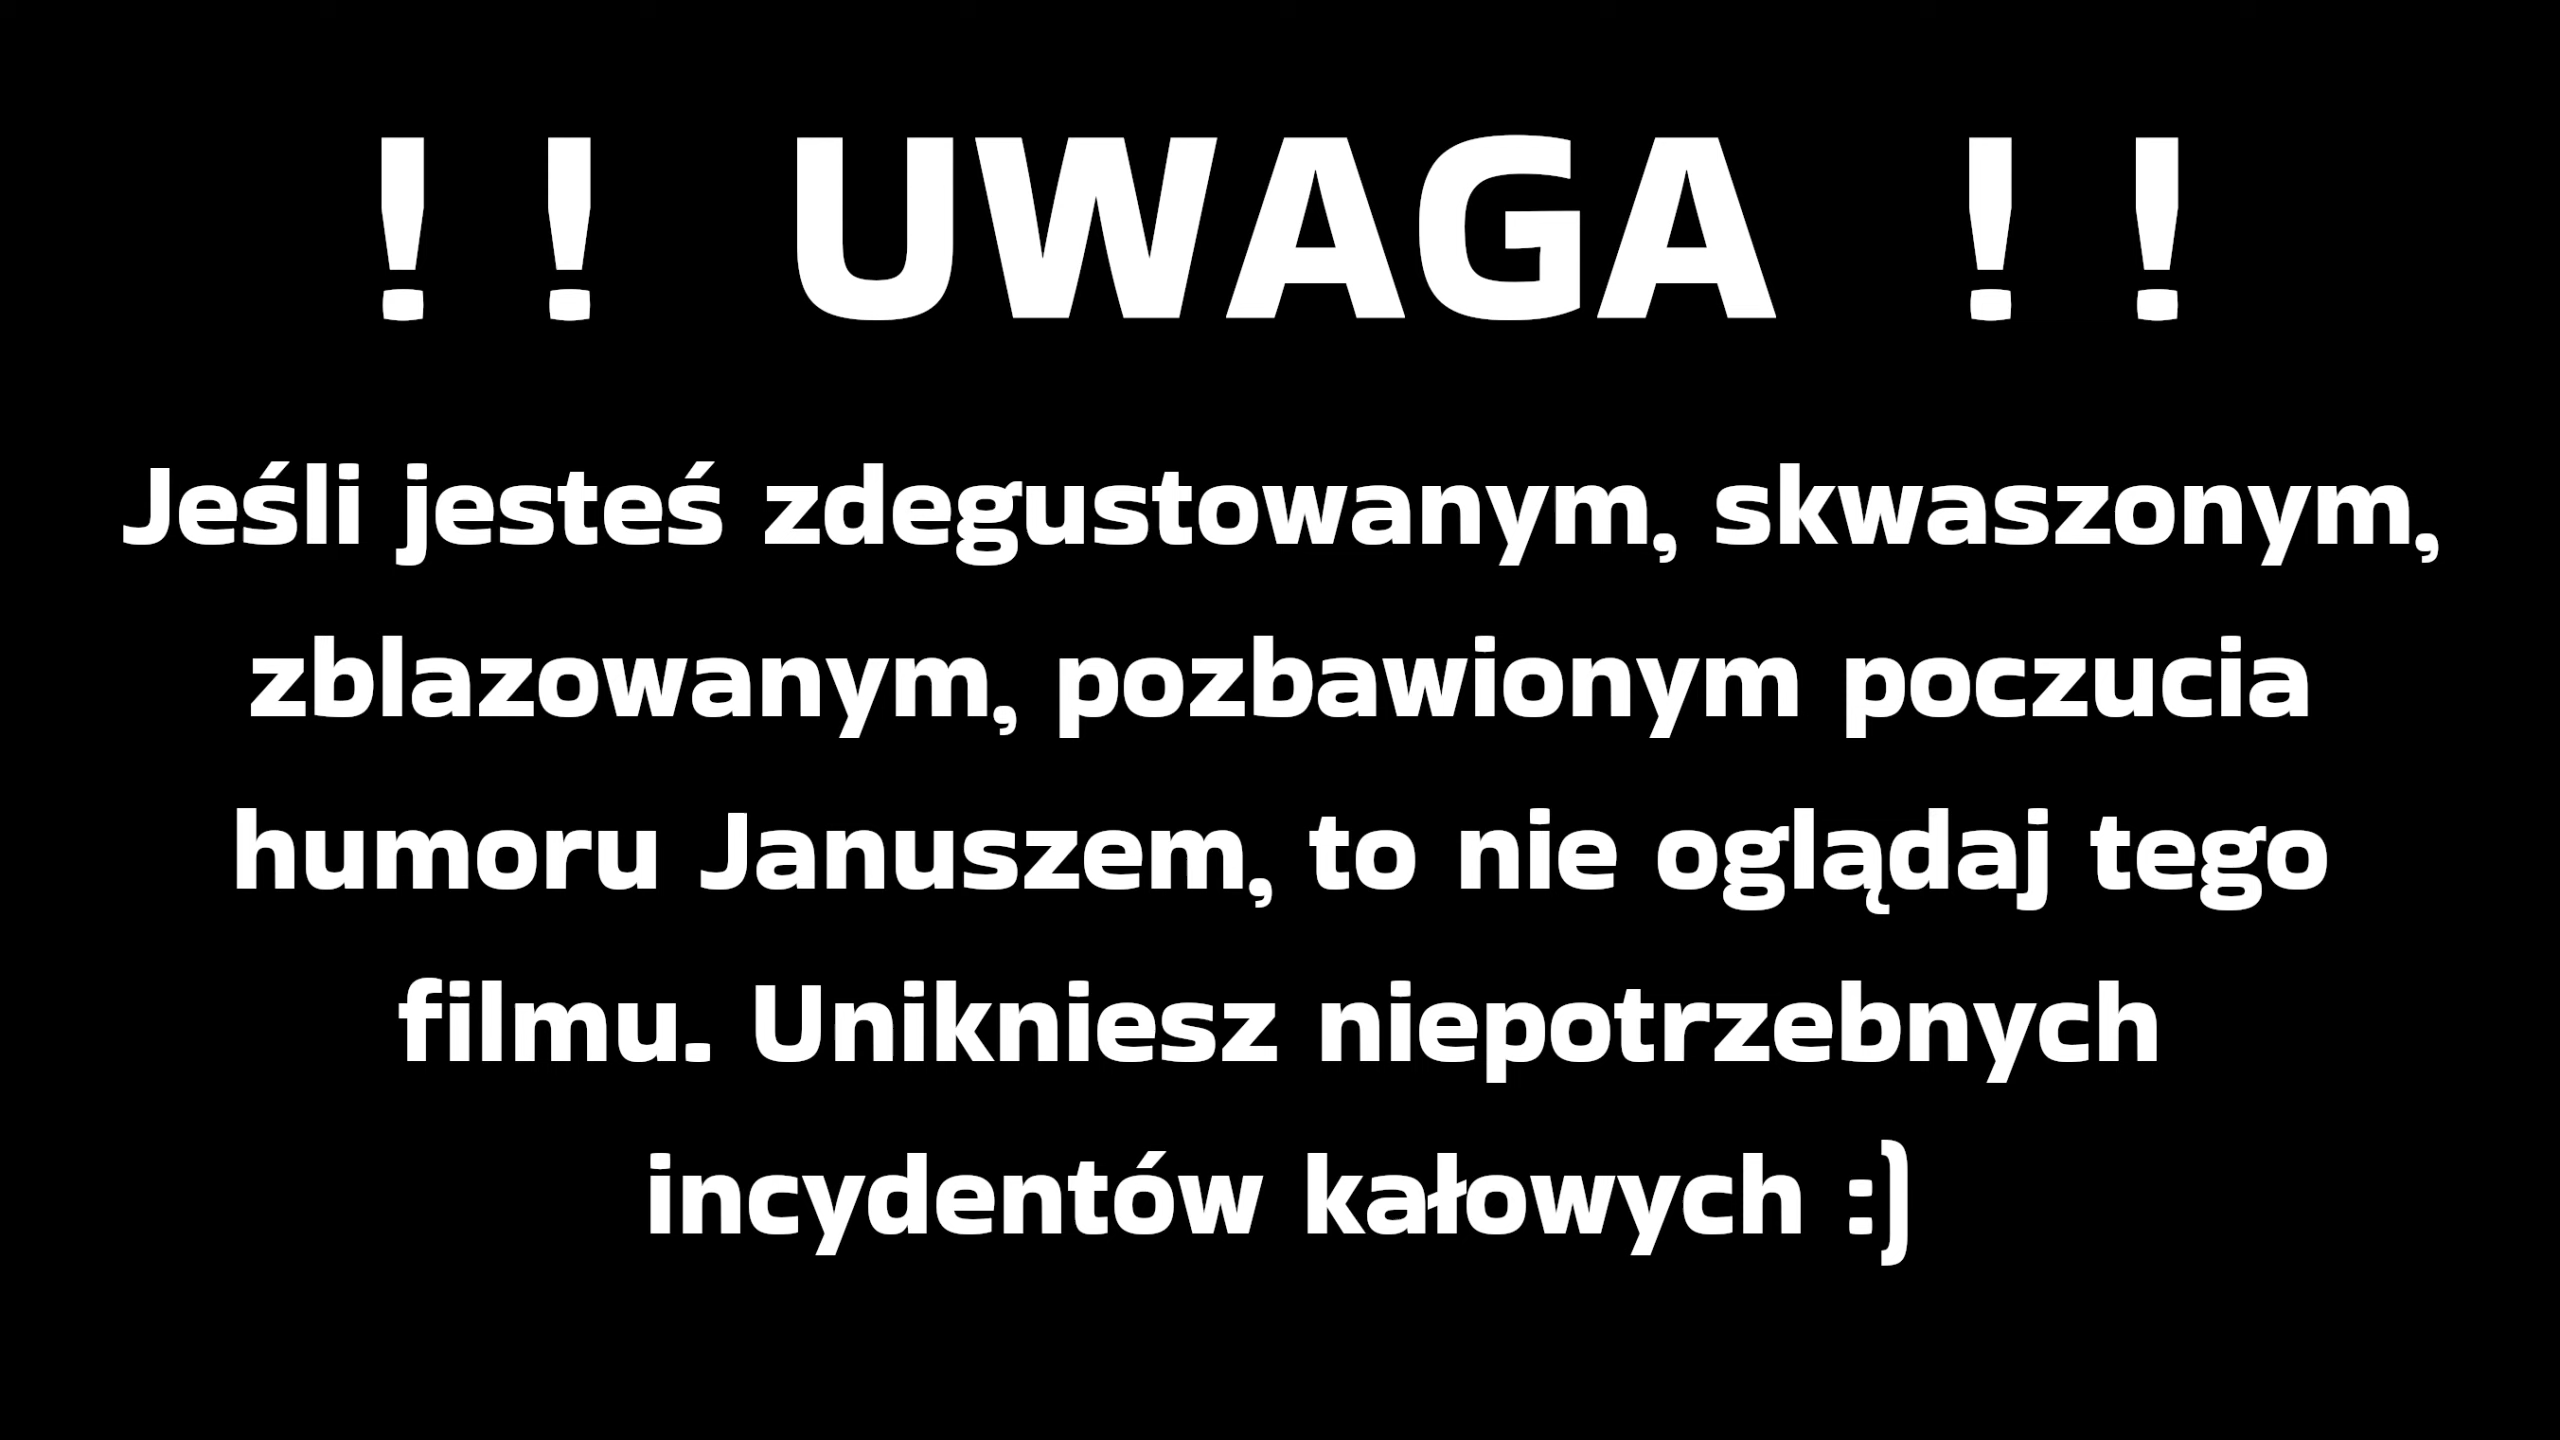 !! UWAGA !!
Jeśli jesteś zdegustowanym, skwaszonym,
zblazowanym, pozbawionym poczucia
humoru Januszem, to nie oglądaj tego
filmu. Unikniesz niepotrzebnych
incydentów kałowych :)